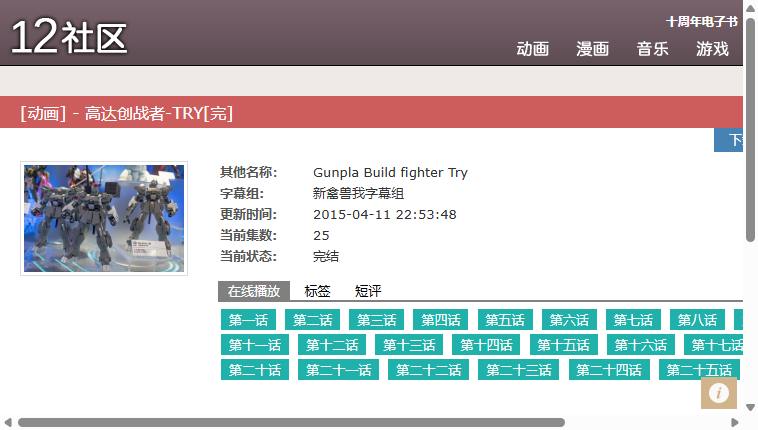 十周年电子书
12社区
动画 漫画 音乐 游戏
[动画] - 高达创战者-TRY[完]
其他名称: Gunpla Build fighter Try
字幕组: 新禽兽我字幕组
更新时间: 2015-04-11 22:53:48
当前集数: 25
当前状态: 完结
在线播放 标签 短评
第一话 第二话 第三话 第四话 第五话 第六话 第七话 第八话
第十一话 第十二话 第十三话 第十四话 第十五话 第十六话 第十七话
第二十话 第二十一话 第二十二话 第二十三话 第二十四话 第二十五话